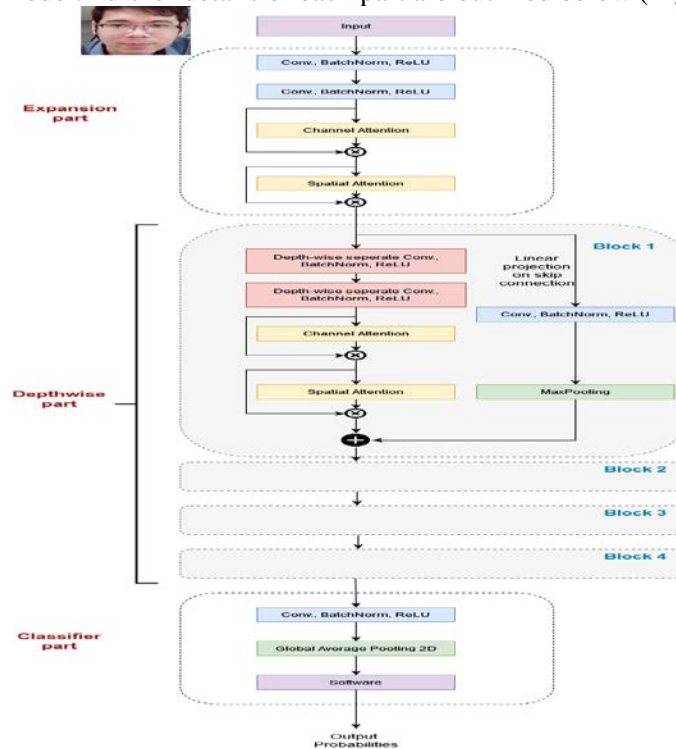 Input
Conv., BatchNorm, ReLU
Conv., BatchNorm, ReLU
Expansion
part
Channel Attention
Spatial Attention
Block 1
Depth-wise seperate Conv.,
BatchNorm, ReLU
Depth-wise seperate Conv.,
BatchNorm, ReLU
Linear
projection
on skip
connection
Conv., BatchNorm, ReLU
Channel Attention
Depthwise
part
Spatial Attention
MaxPooling
Block 2
Block 3
Block 4
Conv., BatchNorm, ReLU
Classifier
part
Global Average Pooling 2D
Software
Output
Probabilities